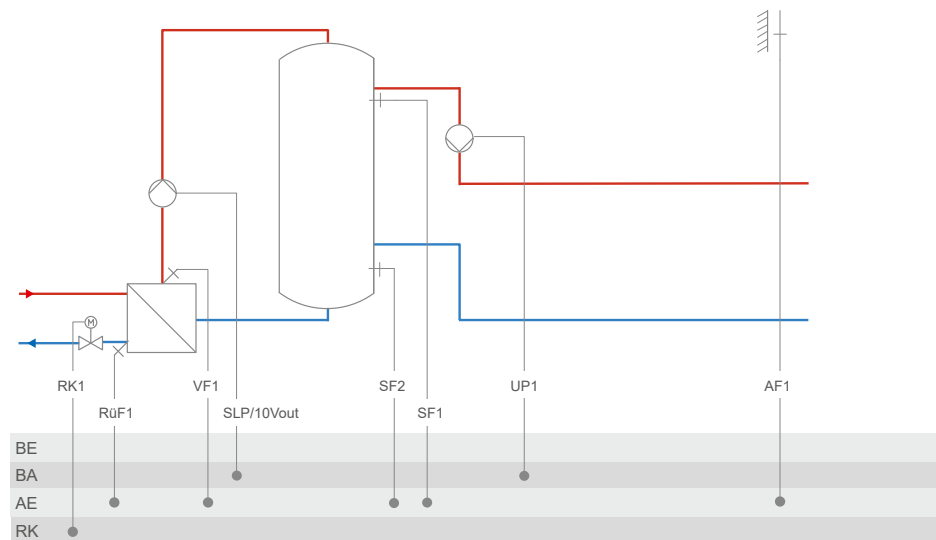 M
RK1
VF1
SF2
UP1
AF1
RüF1
SLP/10Vout
SF1
BE
BA
AE
RK